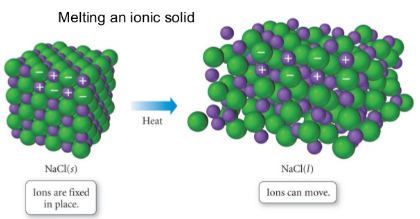 Melting an ionic solid
− + − +
+ − + −
Heat
− −
+ + +
− −
NaCl(s)
Ions are fixed
in place.
NaCl(l)
Ions can move.